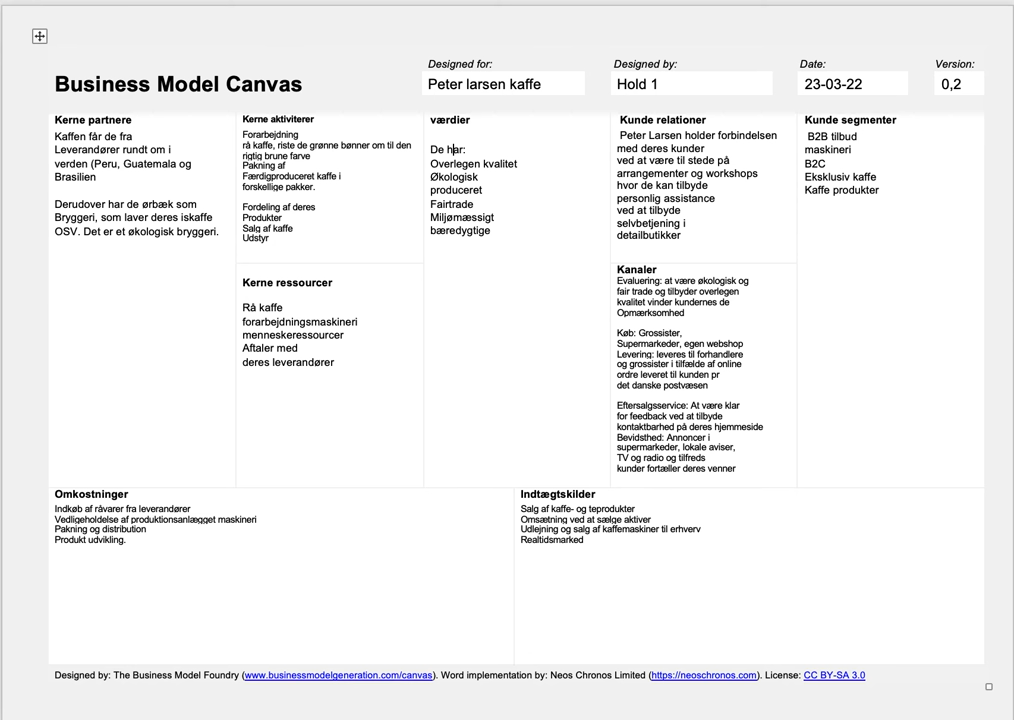 Designed for:
Designed by:
Date:
Version:
Business Model Canvas
Peter larsen kaffe
Hold 1
23-03-22
0,2
Kerne partnere
Kaffen får de fra
Leverandører rundt om i
verden (Peru, Guatemala og
Brasilien
Derudover har de ørbæk som
Bryggeri, som laver deres iskaffe
OSV. Det er et økologisk bryggeri.
Kerne aktiviterer
Forarbejdning
rå kaffe, riste de grønne bønner om til den
rigtig brune farve
Pakning af
Færdigproduceret kaffe i
forskellige pakker.
Fordeling af deres
Produkter
Salg af kaffe
Udstyr
Kerne ressourcer
Rå kaffe
forarbejdningsmaskineri
menneskeressourcer
Aftaler med
deres leverandører
værdier
De har:
Overlegen kvalitet
Økologisk
produceret
Fairtrade
Miljømæssigt
bæredygtige
Kunde relationer
Peter Larsen holder forbindelsen
med deres kunder
ved at være til stede på
arrangementer og workshops
hvor de kan tilbyde
personlig assistance
ved at tilbyde
selvbetjening i
detailbutikker
Kanaler
Evaluering: at være økologisk og
fair trade og tilbyder overlegen
kvalitet vinder kundernes de
Opmærksomhed
Køb: Grossister,
Supermarkeder, egen webshop
Levering: leveres til forhandlere
og grossister i tilfælde af online
ordre leveret til kunden pr
det danske postvæsen
Eftersalgsservice: At være klar
for feedback ved at tilbyde
kontaktbarhed på deres hjemmeside
Bevidsthed: Annoncer i
supermarkeder, lokale aviser,
TV og radio og tilfreds
kunder fortæller deres venner
Kunde segmenter
B2B tilbud
maskineri
B2C
Eksklusiv kaffe
Kaffe produkter
Omkostninger
Indkøb af råvarer fra leverandører
Vedligeholdelse af produktionsanlægget maskineri
Pakning og distribution
Produkt udvikling.
Indtægtskilder
Salg af kaffe- og teprodukter
Omsætning ved at sælge aktiver
Udlejning og salg af kaffemaskiner til erhverv
Realtidsmarked
Designed by: The Business Model Foundry (www.businessmodelgeneration.com/canvas). Word implementation by: Neos Chronos Limited (https://neoschronos.com). License: CC BY-SA 3.0